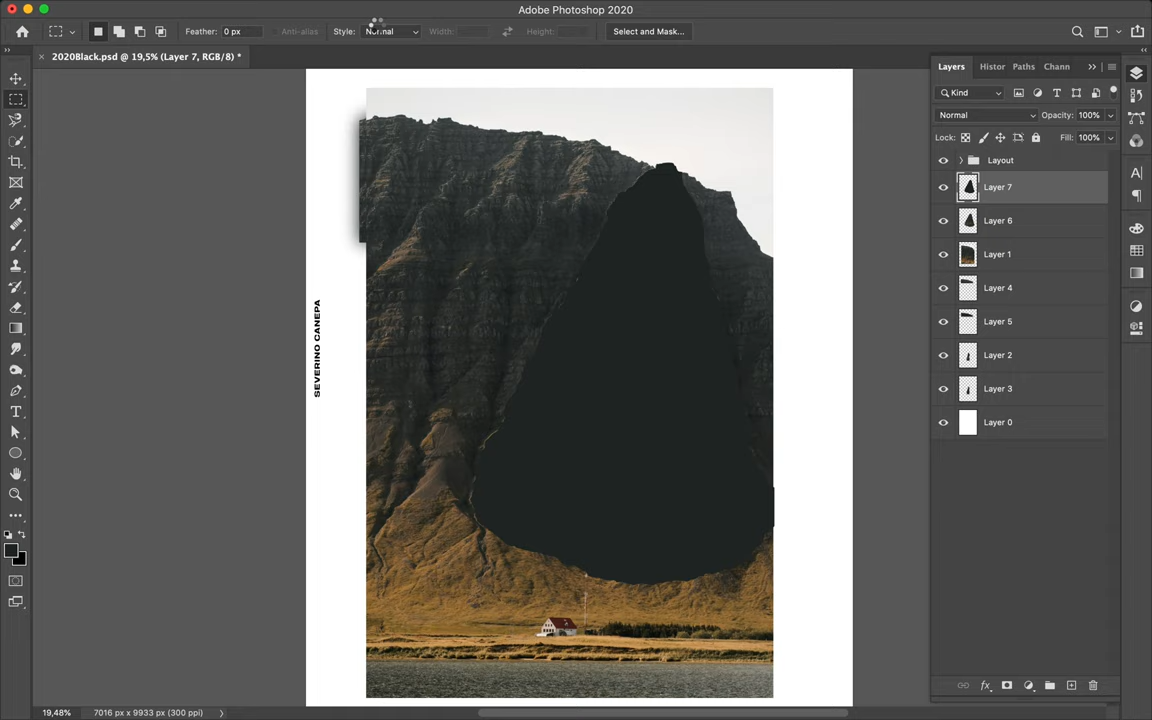 Adobe Photoshop 2020
Feather: 0 px
Anti-alias
Style: Normal
Width:
Height:
Select and Mask...
2020Black.psd @ 19,5% (Layer 7, RGB/8) *
Layers
Histor
Paths
Chann
Kind
Normal
Opacity: 100%
Lock:
Fill: 100%
Layout
Layer 7
Layer 6
Layer 1
Layer 4
Layer 5
Layer 2
Layer 3
Layer 0
SEVERINO CANEPA
19,48%
7016 px x 9933 px (300 ppi)